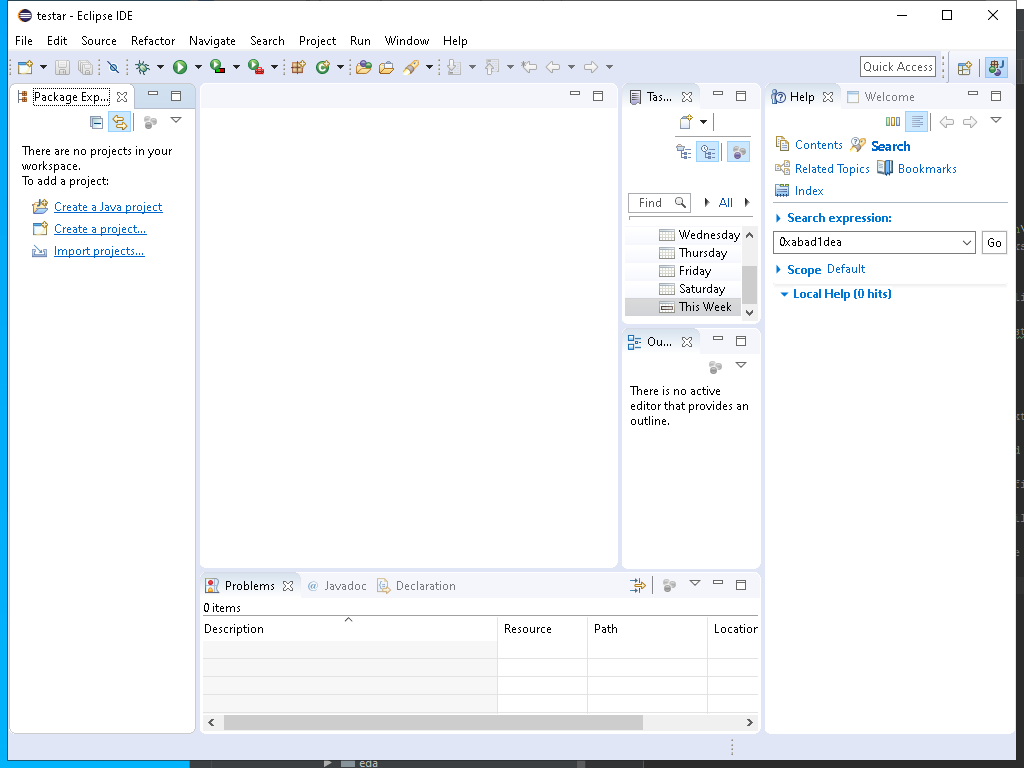 testar - Eclipse IDE
File Edit Source Refactor Navigate Search Project Run Window Help
Quick Access
Package Exp...
There are no projects in your
workspace.
To add a project:
Create a Java project
Create a project...
Import projects...
Tas...
Find
All
Wednesday
Thursday
Friday
Saturday
This Week
Ou...
There is no active
editor that provides an
outline.
Help
Welcome
Contents
Search
Related Topics
Bookmarks
Index
Search expression:
0xabad1dea
Go
Scope Default
Local Help (0 hits)
Problems
@ Javadoc
Declaration
0 items
Description Resource Path Location
eda